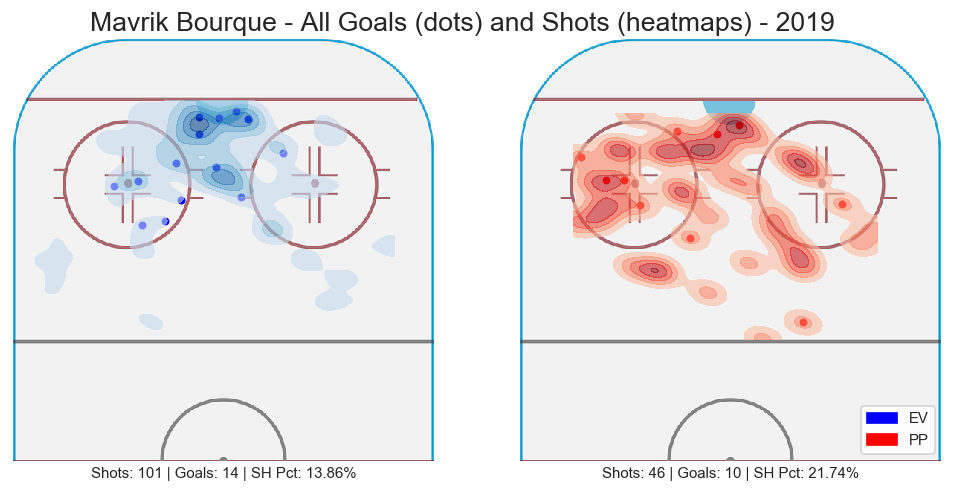 Mavrik Bourque - All Goals (dots) and Shots (heatmaps) - 2019
EV
PP
Shots: 101 | Goals: 14 | SH Pct: 13.86%
Shots: 46 | Goals: 10 | SH Pct: 21.74%